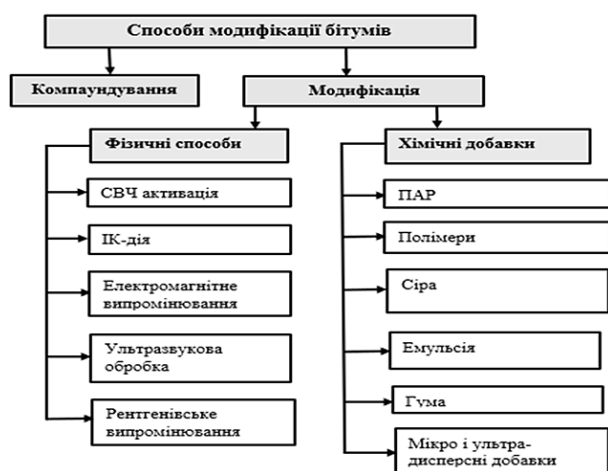 Способи модифікації бітумів
Компаундування
Модифікація
Фізичні способи
СВЧ активація
ІК-дія
Електромагнітне
випромінювання
Ультразвукова
обробка
Рентгенівське
випромінювання
Хімічні добавки
ПАР
Полімери
Сіра
Емульсія
Гума
Мікро і ультра-
дисперсні добавки